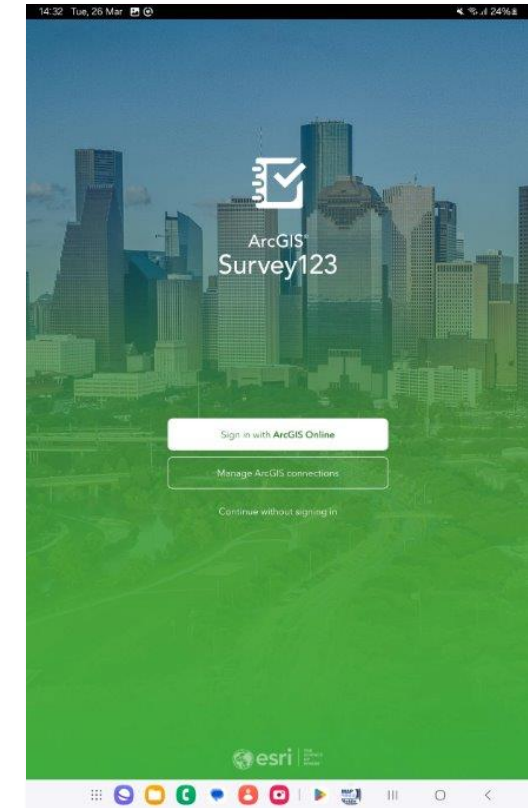 14:32 Tue, 26 Mar 24%
ArcGIS®
Survey123
Sign in with ArcGIS Online
Manage ArcGIS connections
Continue without signing in
esri